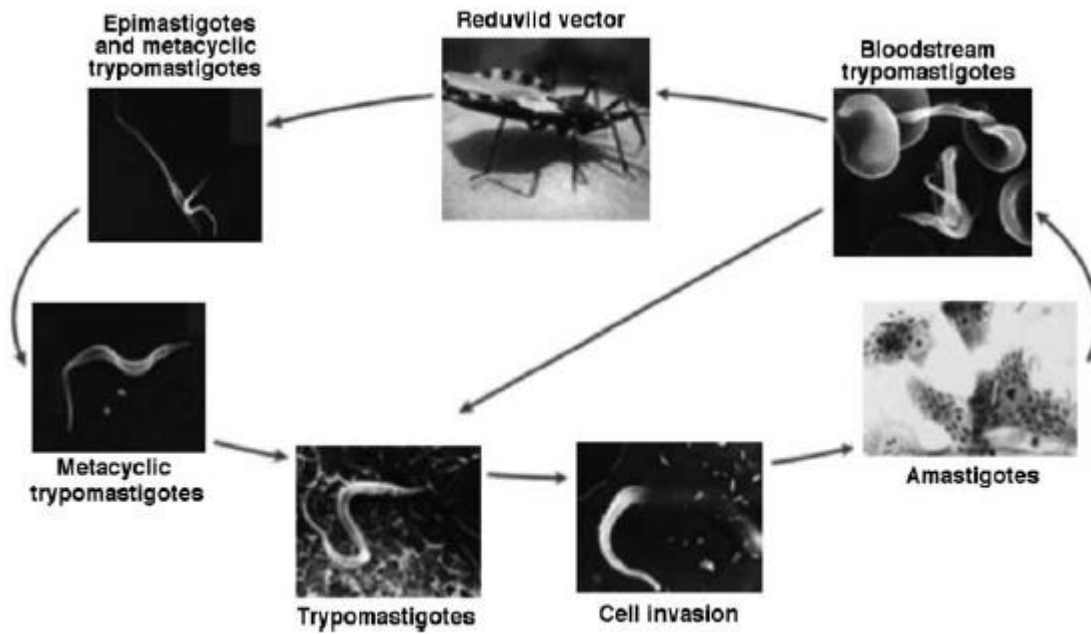 Epimastigotes
and metacyclic
trypomastigotes
Reduviid vector
Bloodstream
trypomastigotes
Metacyclic
trypomastigotes
Trypomastigotes
Cell invasion
Amastigotes